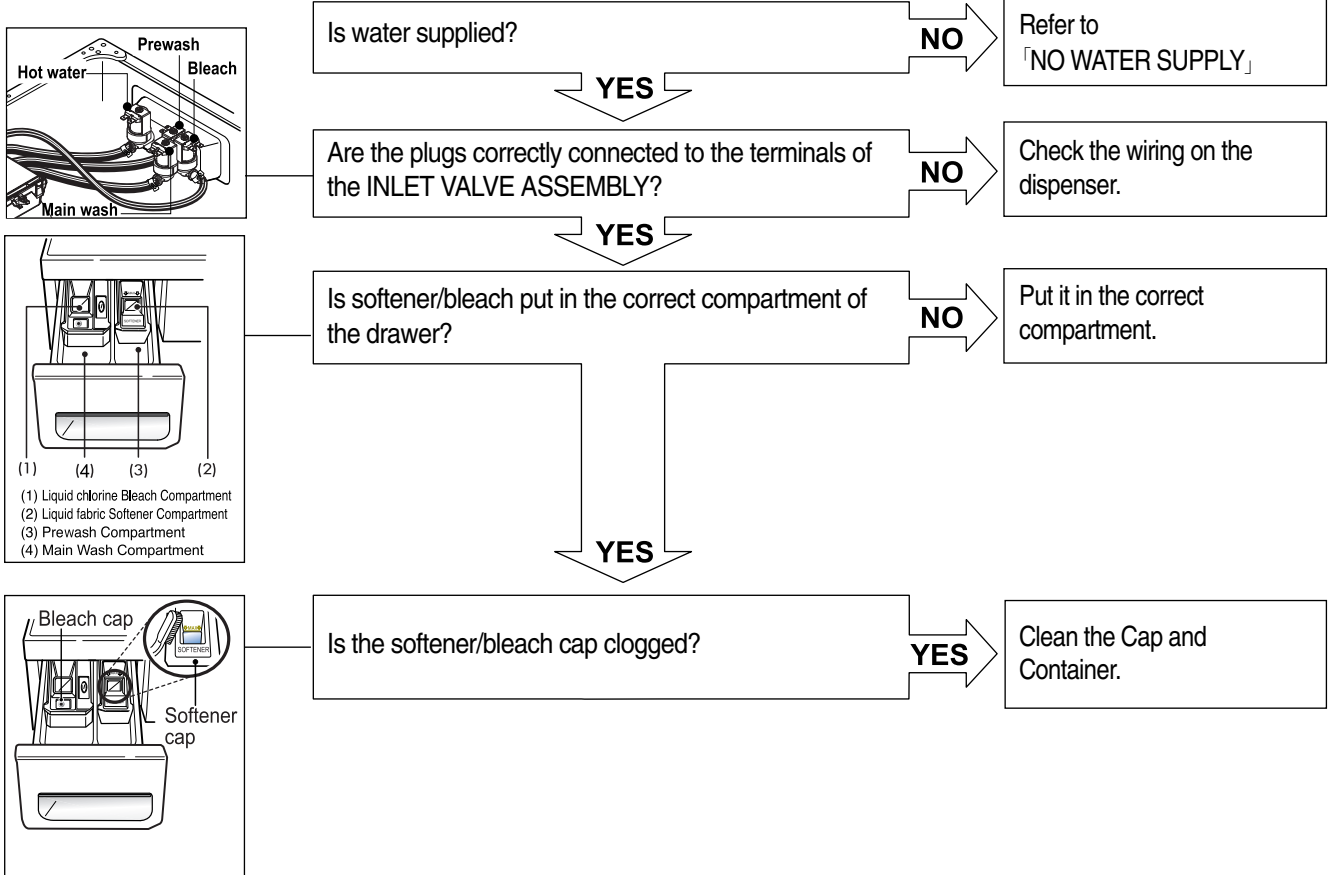 Is water supplied?
NO
Refer to
「NO WATER SUPPLY」
YES
Prewash
Bleach
Hot water
Main wash
Are the plugs correctly connected to the terminals of
the INLET VALVE ASSEMBLY?
NO
Check the wiring on the
dispenser.
YES
(1) (4) (3) (2)
(1) Liquid chlorine Bleach Compartment
(2) Liquid fabric Softener Compartment
(3) Prewash Compartment
(4) Main Wash Compartment
Is softener/bleach put in the correct compartment of
the drawer?
NO
Put it in the correct
compartment.
YES
Bleach cap
SOFTENER
Softener
cap
Is the softener/bleach cap clogged?
YES
Clean the Cap and
Container.